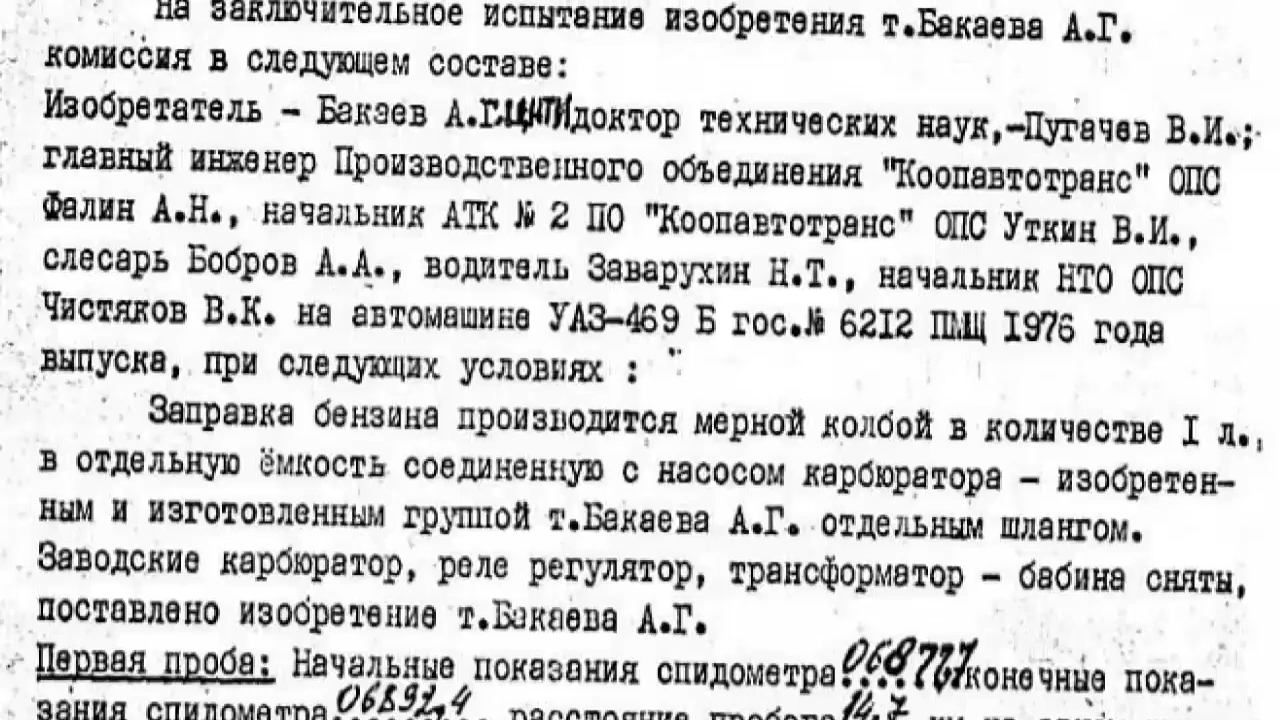 На заключительное испытание изобретения т.Бакаева А.Г.
комиссия в следующем составе:
Изобретатель - Бакаев А.Г. ЦНТИ доктор технических наук,-Пугачев В.И.;
главный инженер Производственного объединения "Коопавтотранс" ОПС
Фалин А.Н., начальник АТК № 2 ПО "Коопавтотранс" ОПС Уткин В.И.,
слесарь Бобров А.А., водитель Заварухин Н.Т., начальник НТО ОПС
Чистяков В.К. на автомашине УАЗ-469 Б гос.№ 6212 ПМЩ 1976 года
выпуска, при следующих условиях :
Заправка бензина производится мерной колбой в количестве I л.,
в отдельную ёмкость соединенную с насосом карбюратора - изобретен-
ным и изготовленным группой т.Бакаева А.Г. отдельным шлангом.
Заводские карбюратор, реле регулятор, трансформатор - бабина сняты,
поставлено изобретение т.Бакаева А.Г.
Первая проба: Начальные показания спидометра конечные пока-
зания спидометра 06892,4 расстояние пробега 14,7